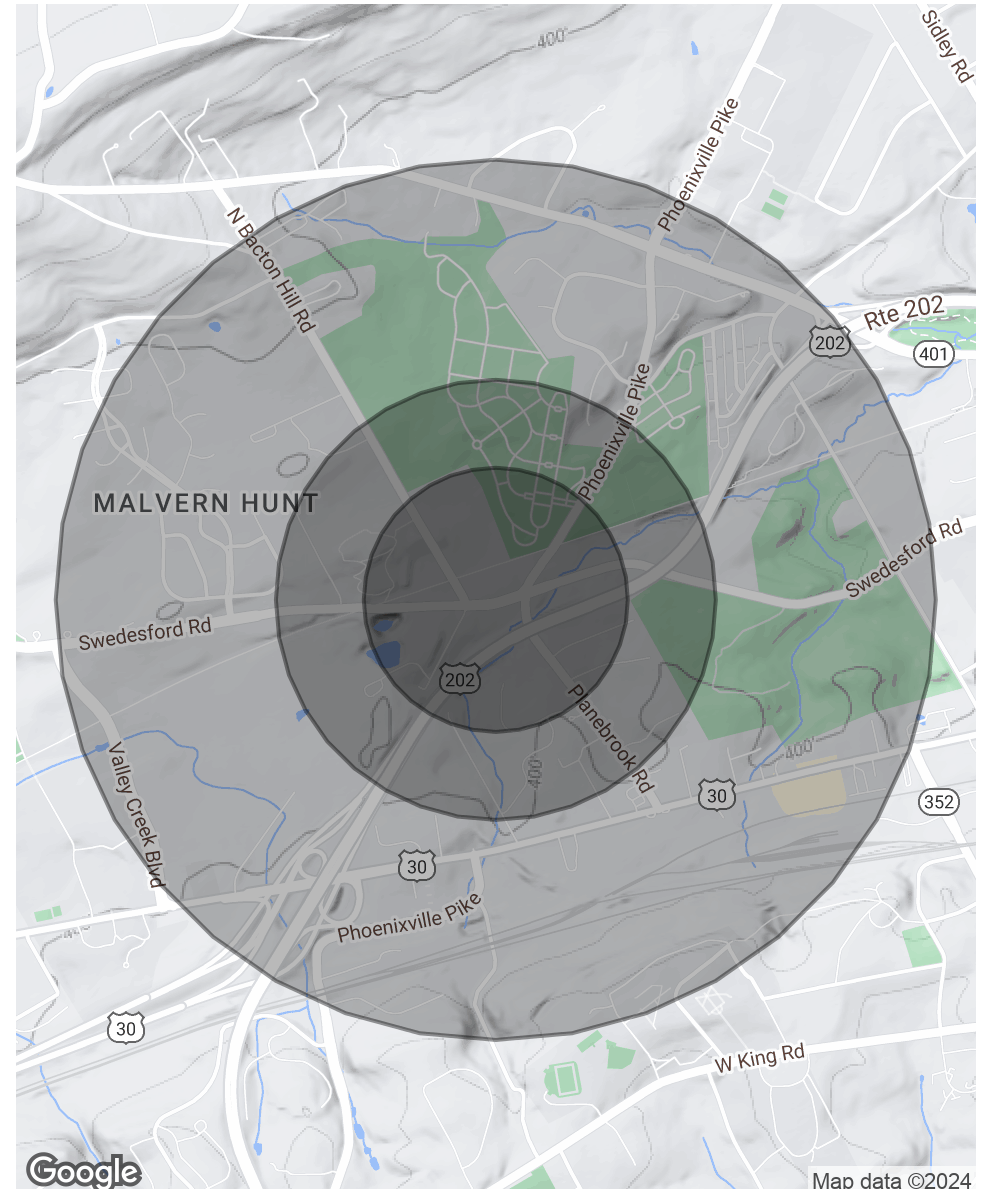 400'
Sidley Rd
Phoenixville Pike
N Bacton Hill Rd
Rte 202
202
401
Phoenixville Pike
MALVERN HUNT
Swedesford Rd
Swedesford Rd
202
Planebrook Rd
400'
400'
Valley Creek Blvd
30
352
30
Phoenixville Pike
400'
30
W King Rd
Google
Map data ©2024